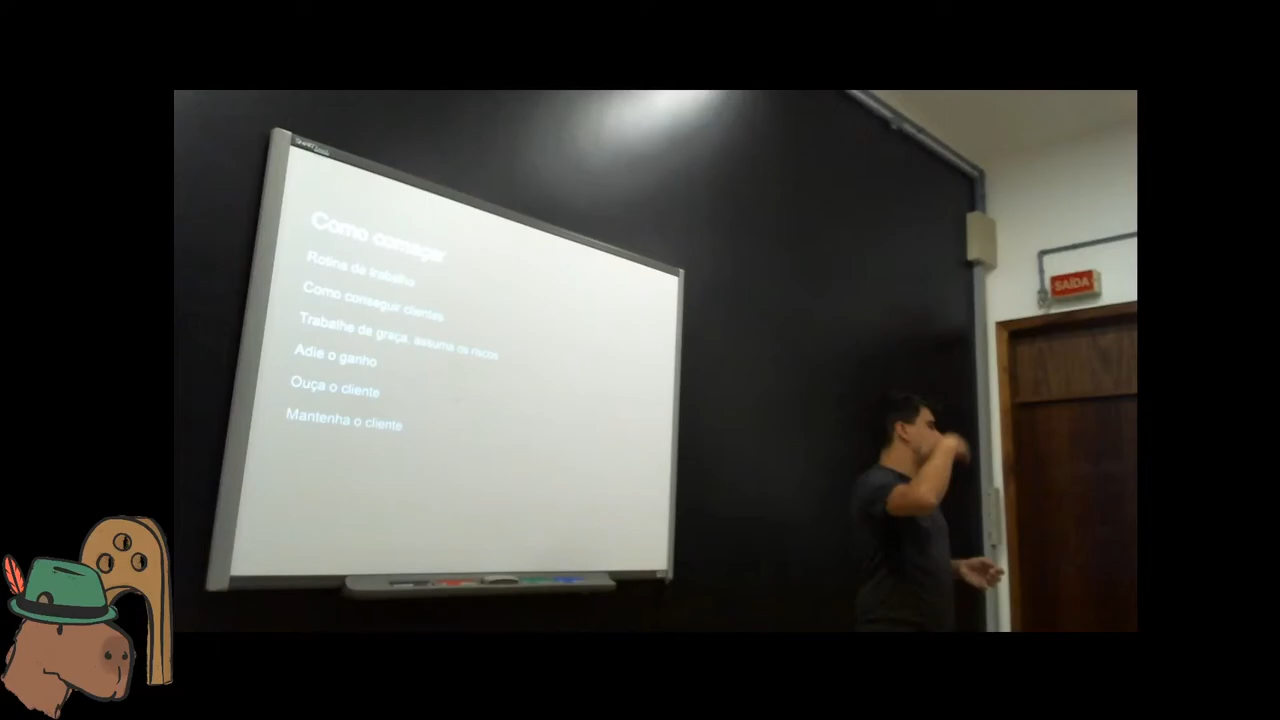 Como começar
Rotina de trabalho
Como conseguir clientes
Trabalhe de graça, assuma os riscos
Adie o ganho
Ouça o cliente
Mantenha o cliente
SAÍDA